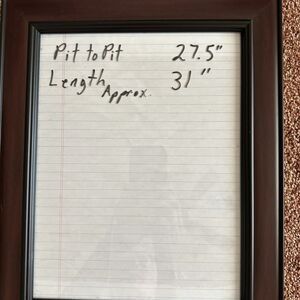 Pit to Pit 27.5"
Length 31"
Approx.